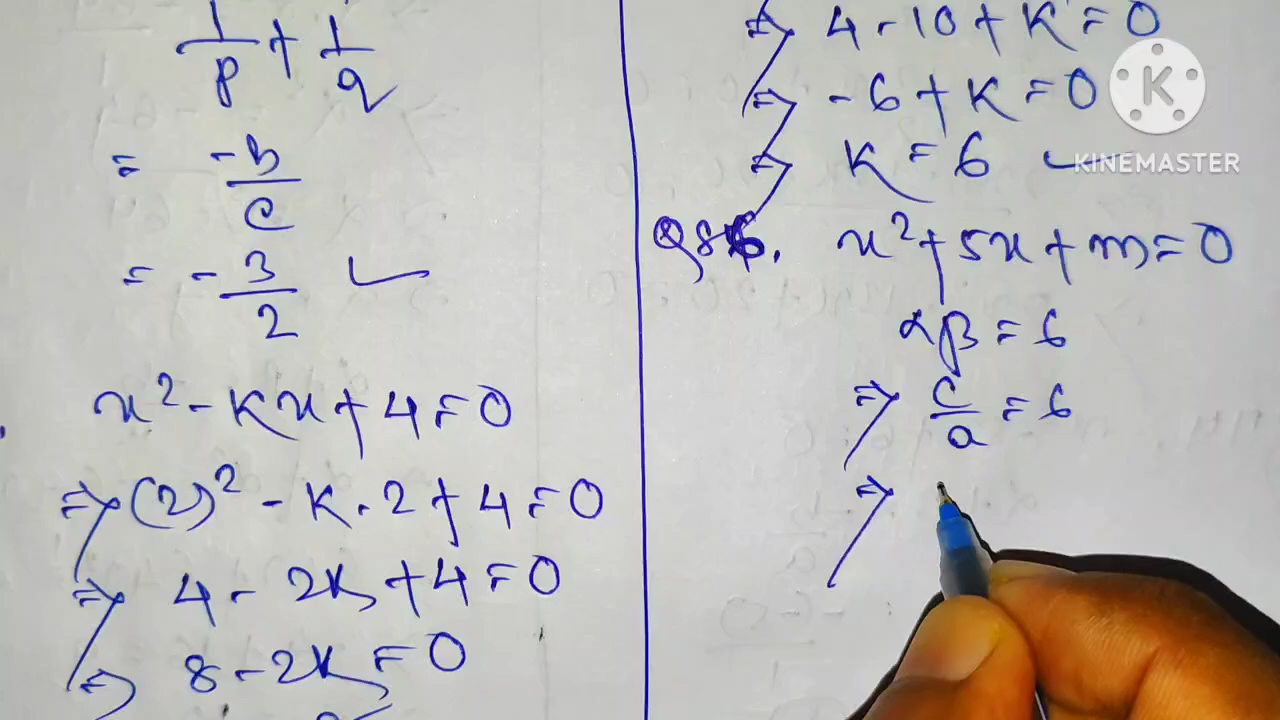 1/p + 1/q
= -b/c
= -3/2 ✓
x² - Kx + 4 = 0
⇒ (2)² - K.2 + 4 = 0
⇒ 4 - 2K + 4 = 0
⇒ 8 - 2K = 0
⇒ 4 - 10 + K = 0
⇒ -6 + K = 0
⇒ K = 6
x² + 5x + m = 0
αβ = 6
⇒ c/a = 6
⇒
K
KINEMASTER